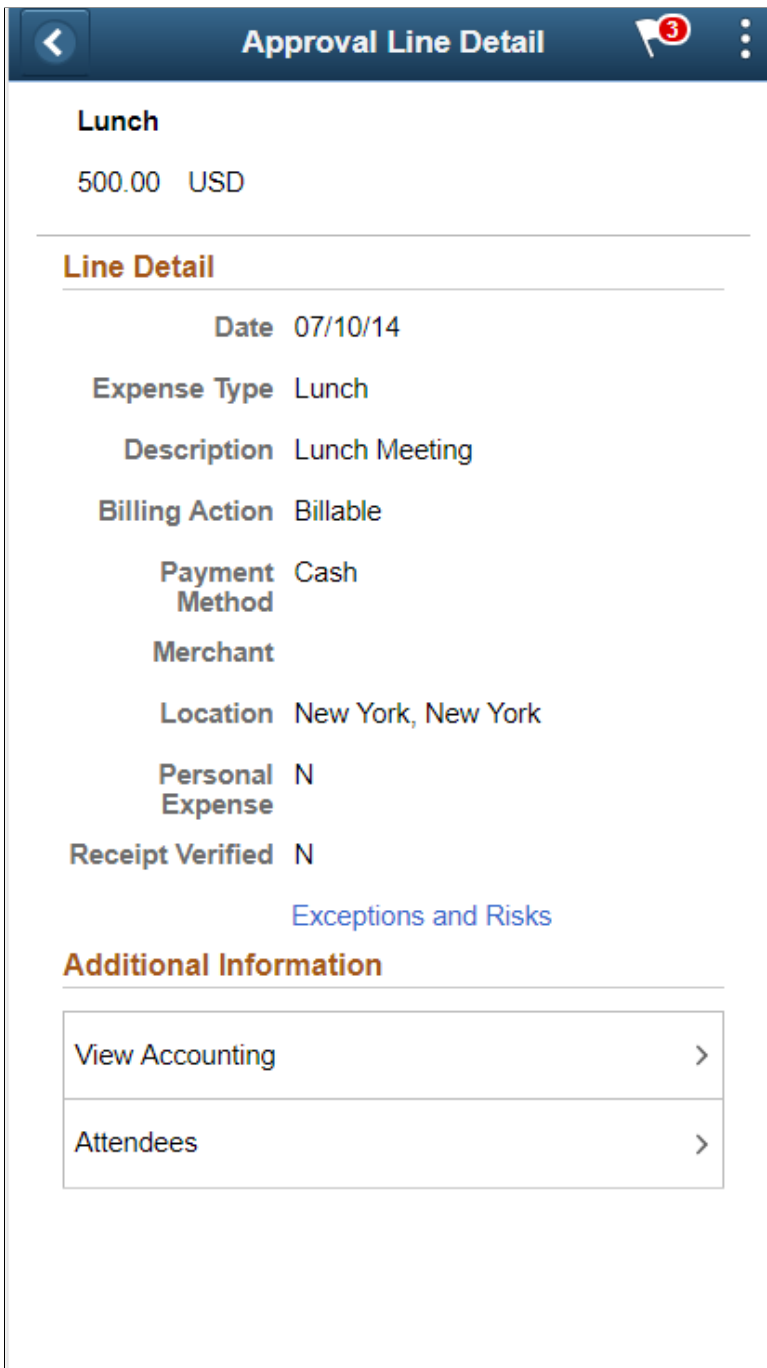 Approval Line Detail
3
Lunch
500.00 USD
Line Detail
Date 07/10/14
Expense Type Lunch
Description Lunch Meeting
Billing Action Billable
Payment Cash
Method
Merchant
Location New York, New York
Personal N
Expense
Receipt Verified N
Exceptions and Risks
Additional Information
View Accounting
Attendees